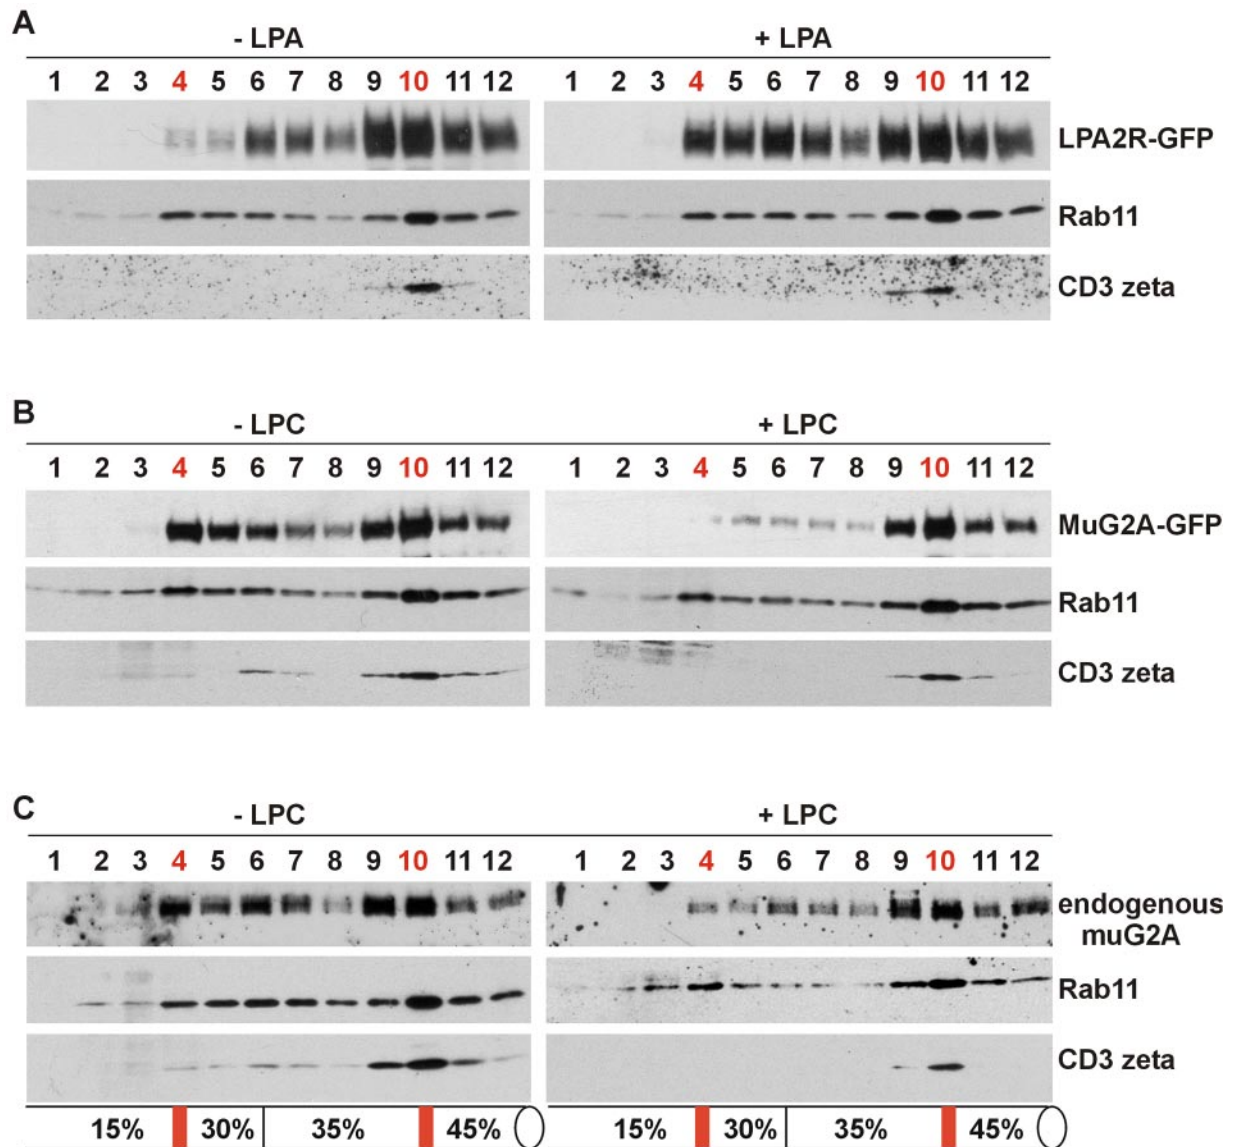 A
- LPA + LPA
1 2 3 4 5 6 7 8 9 10 11 12 1 2 3 4 5 6 7 8 9 10 11 12
LPA2R-GFP
Rab11
CD3 zeta
B
- LPC + LPC
1 2 3 4 5 6 7 8 9 10 11 12 1 2 3 4 5 6 7 8 9 10 11 12
MuG2A-GFP
Rab11
CD3 zeta
C
- LPC + LPC
1 2 3 4 5 6 7 8 9 10 11 12 1 2 3 4 5 6 7 8 9 10 11 12
endogenous
muG2A
Rab11
CD3 zeta
15% 30% 35% 45% 15% 30% 35% 45%